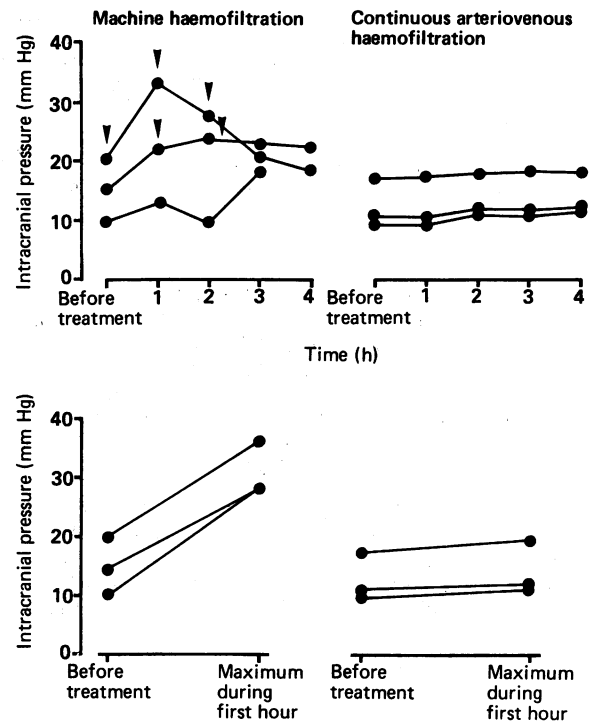 Machine haemofiltration
Continuous arteriovenous
haemofiltration
Intracranial pressure (mm Hg)
40
30
20
10
0
Before
treatment
1
2
3
4
Before
treatment
1
2
3
4
Time (h)
Intracranial pressure (mm Hg)
40
30
20
10
0
Before
treatment
Maximum
during
first hour
Before
treatment
Maximum
during
first hour